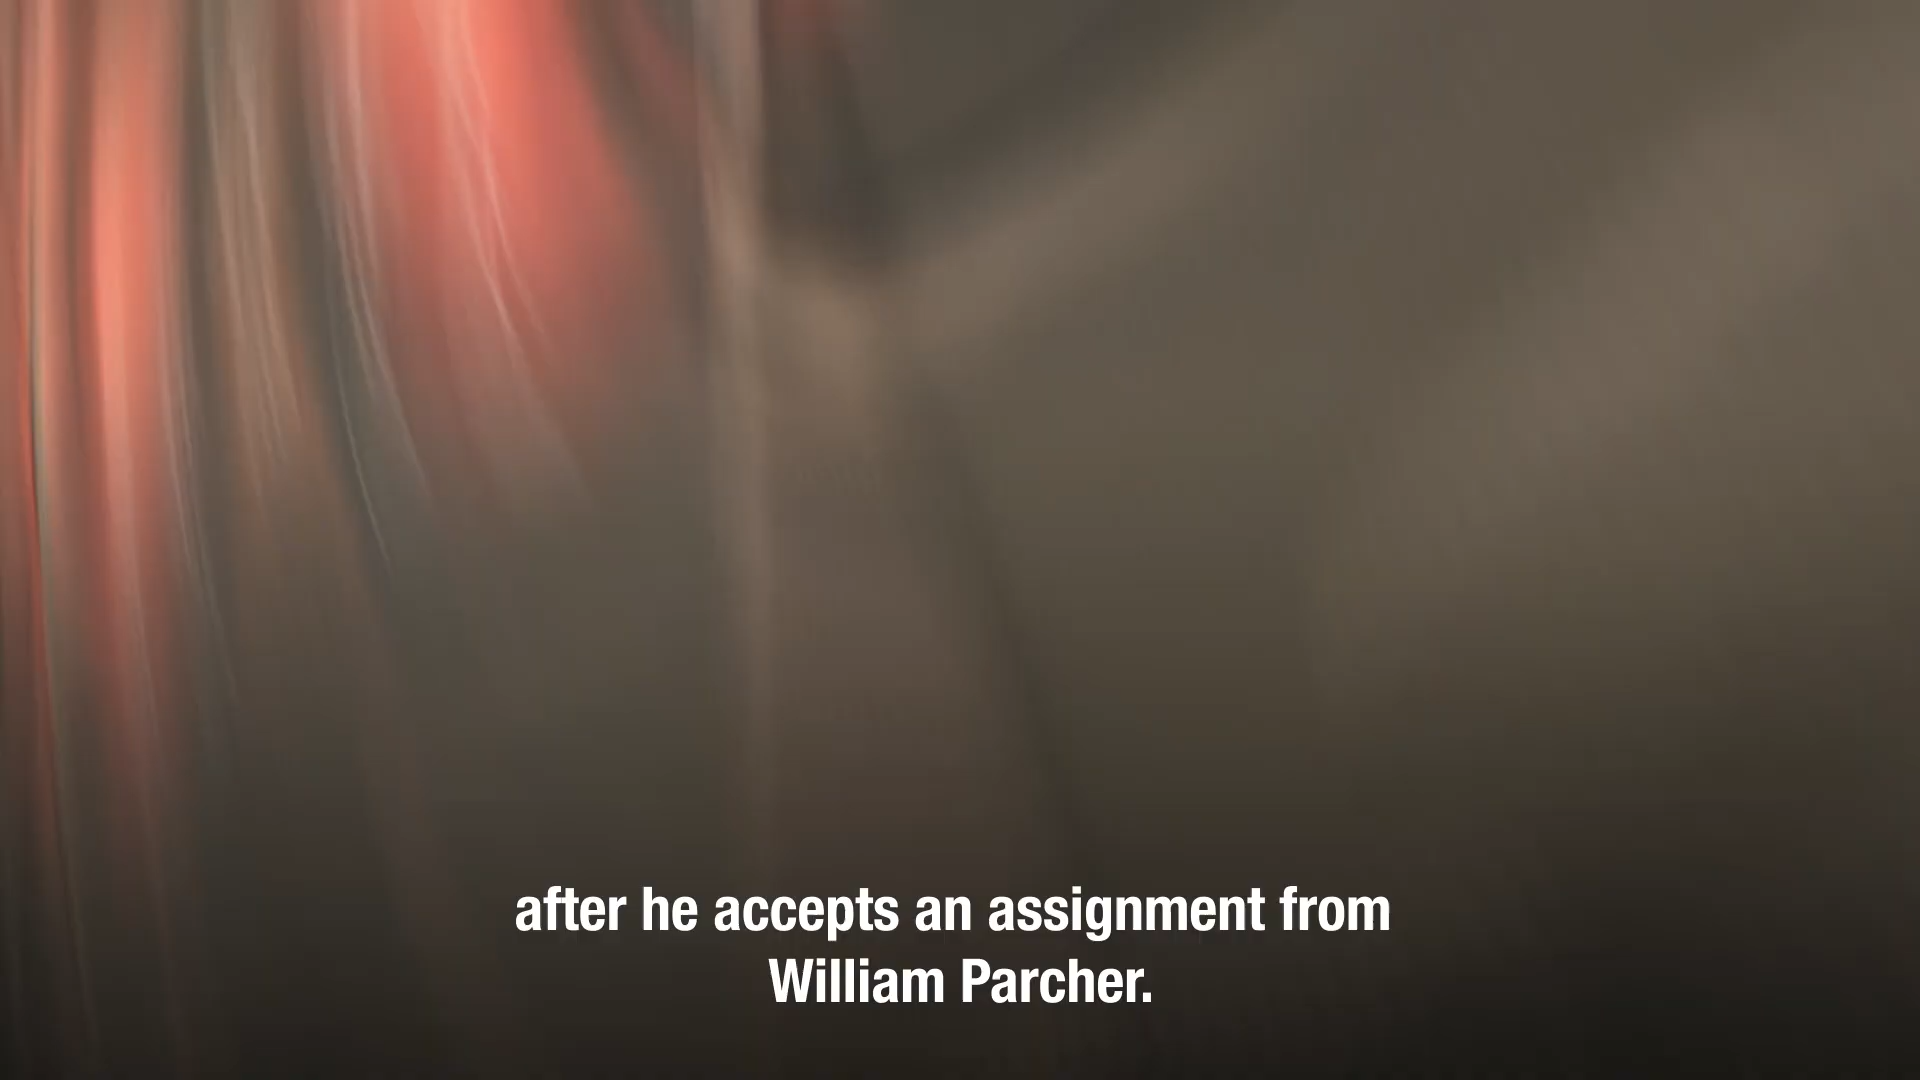 after he accepts an assignment from
William Parcher.